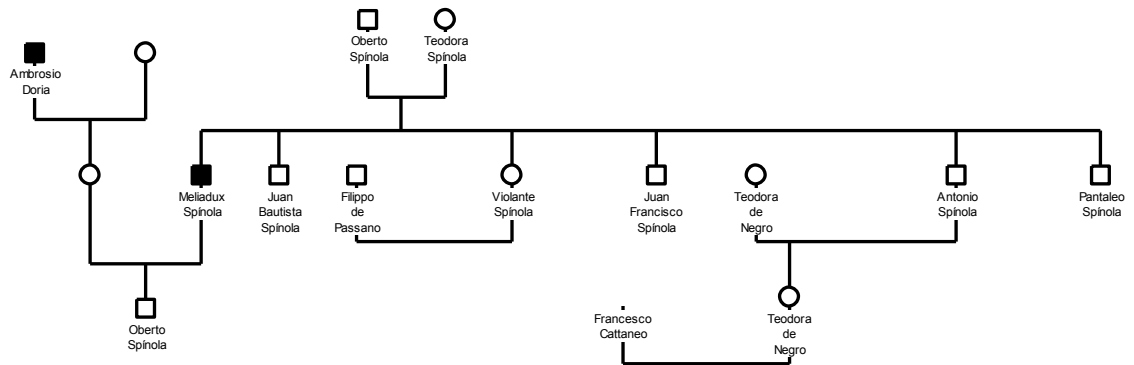 Oberto
Spínola
Teodora
Spínola
Ambrosio
Doria
Meliadux
Spínola
Juan
Bautista
Spínola
Filippo
de
Passano
Violante
Spínola
Juan
Francisco
Spínola
Teodora
de
Negro
Antonio
Spínola
Pantaleo
Spínola
Oberto
Spínola
Francesco
Cattaneo
Teodora
de
Negro